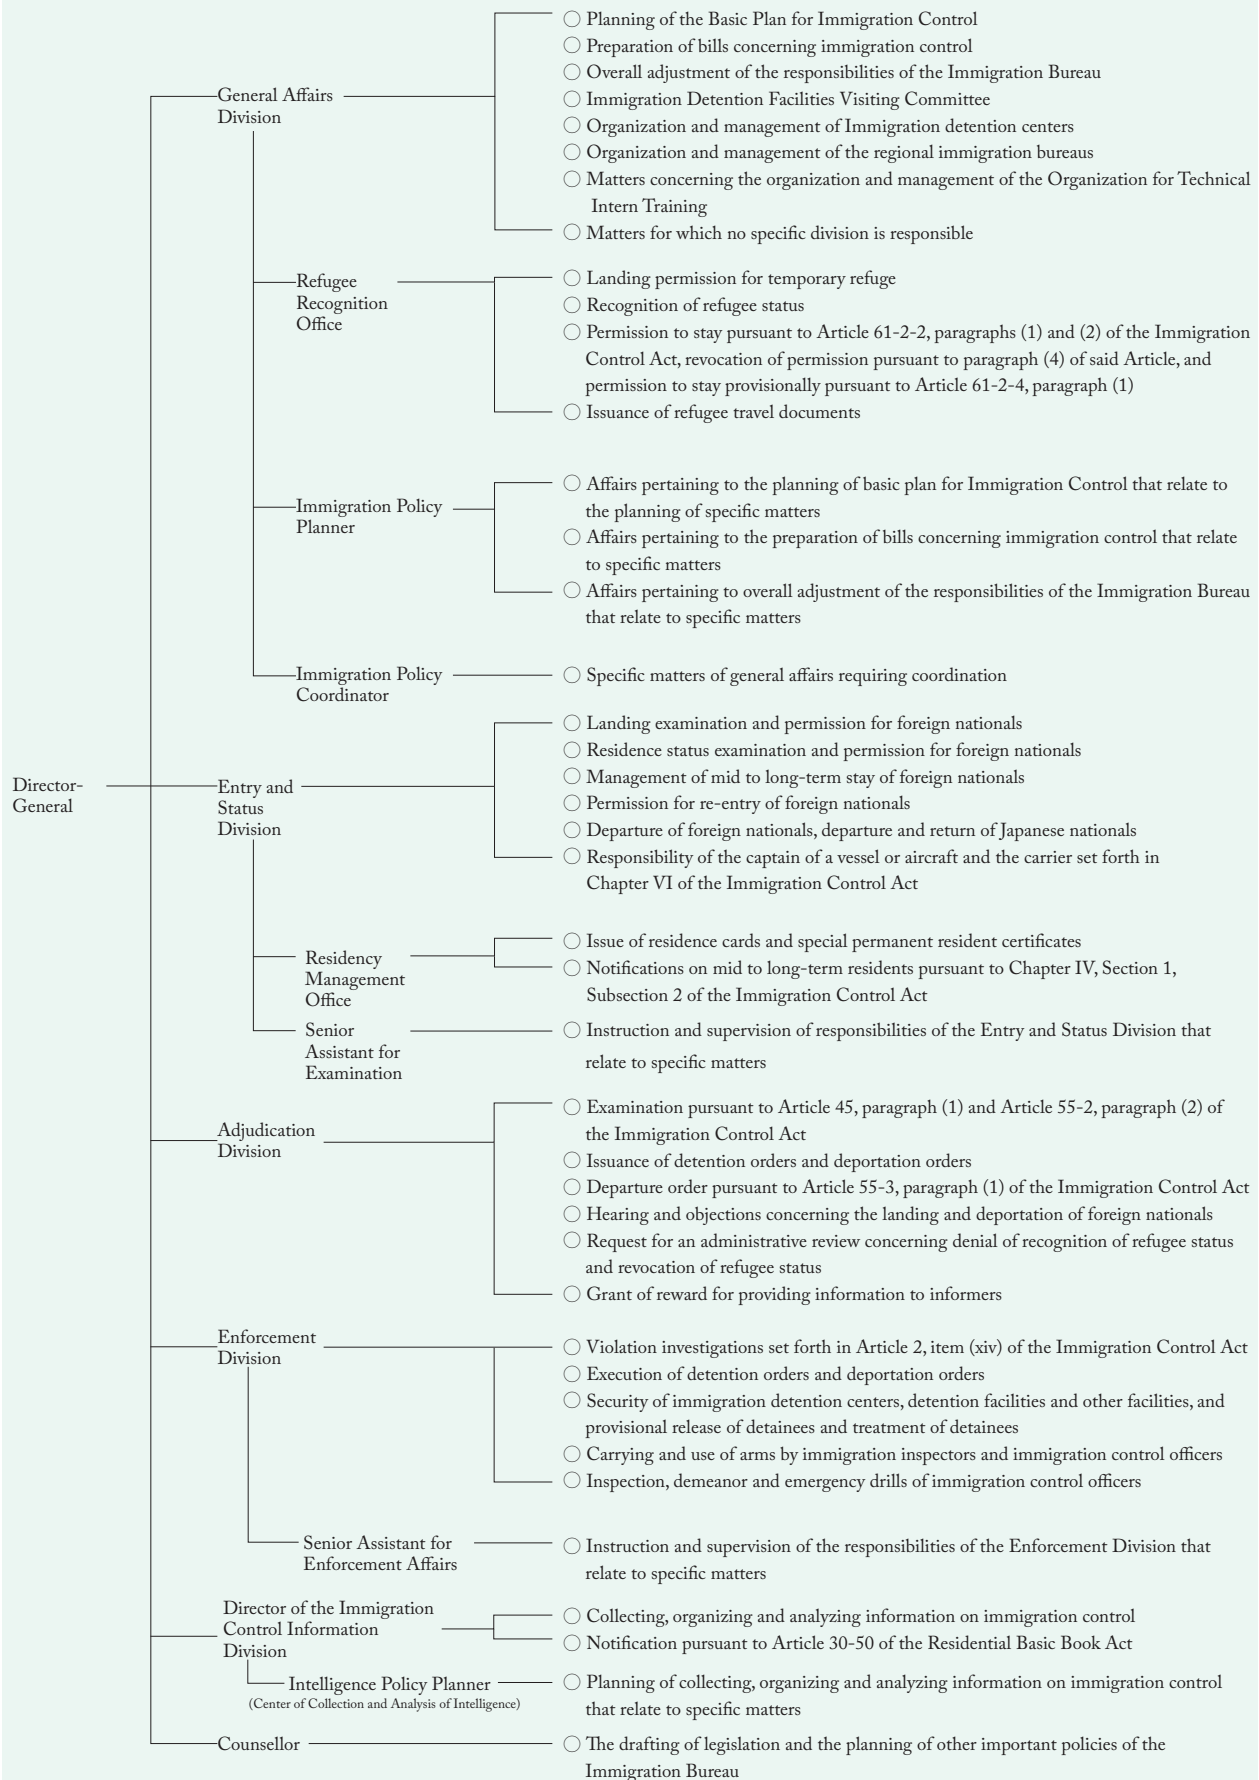 ○ Planning of the Basic Plan for Immigration Control
○ Preparation of bills concerning immigration control
○ Overall adjustment of the responsibilities of the Immigration Bureau
General Affairs
Division
○ Immigration Detention Facilities Visiting Committee
○ Organization and management of Immigration detention centers
○ Organization and management of the regional immigration bureaus
○ Matters concerning the organization and management of the Organization for Technical
Intern Training
○ Matters for which no specific division is responsible
Refugee
Recognition
Office
○ Landing permission for temporary refuge
○ Recognition of refugee status
○ Permission to stay pursuant to Article 61-2-2, paragraphs (1) and (2) of the Immigration
Control Act, revocation of permission pursuant to paragraph (4) of said Article, and
permission to stay provisionally pursuant to Article 61-2-4, paragraph (1)
○ Issuance of refugee travel documents
Immigration Policy
Planner
○ Affairs pertaining to the planning of basic plan for Immigration Control that relate to
the planning of specific matters
○ Affairs pertaining to the preparation of bills concerning immigration control that relate
to specific matters
○ Affairs pertaining to overall adjustment of the responsibilities of the Immigration Bureau
that relate to specific matters
Immigration Policy
Coordinator
○ Specific matters of general affairs requiring coordination
Director-
General
Entry and
Status
Division
○ Landing examination and permission for foreign nationals
○ Residence status examination and permission for foreign nationals
○ Management of mid to long-term stay of foreign nationals
○ Permission for re-entry of foreign nationals
○ Departure of foreign nationals, departure and return of Japanese nationals
○ Responsibility of the captain of a vessel or aircraft and the carrier set forth in
Chapter VI of the Immigration Control Act
Residency
Management
Office
○ Issue of residence cards and special permanent resident certificates
○ Notifications on mid to long-term residents pursuant to Chapter IV, Section 1,
Subsection 2 of the Immigration Control Act
Senior
Assistant for
Examination
○ Instruction and supervision of responsibilities of the Entry and Status Division that
relate to specific matters
Adjudication
Division
○ Examination pursuant to Article 45, paragraph (1) and Article 55-2, paragraph (2) of
the Immigration Control Act
○ Issuance of detention orders and deportation orders
○ Departure order pursuant to Article 55-3, paragraph (1) of the Immigration Control Act
○ Hearing and objections concerning the landing and deportation of foreign nationals
○ Request for an administrative review concerning denial of recognition of refugee status
and revocation of refugee status
○ Grant of reward for providing information to informers
Enforcement
Division
○ Violation investigations set forth in Article 2, item (xiv) of the Immigration Control Act
○ Execution of detention orders and deportation orders
○ Security of immigration detention centers, detention facilities and other facilities, and
provisional release of detainees and treatment of detainees
○ Carrying and use of arms by immigration inspectors and immigration control officers
○ Inspection, demeanor and emergency drills of immigration control officers
Senior Assistant for
Enforcement Affairs
○ Instruction and supervision of the responsibilities of the Enforcement Division that
relate to specific matters
Director of the Immigration
Control Information
Division
○ Collecting, organizing and analyzing information on immigration control
○ Notification pursuant to Article 30-50 of the Residential Basic Book Act
Intelligence Policy Planner
(Center of Collection and Analysis of Intelligence)
○ Planning of collecting, organizing and analyzing information on immigration control
that relate to specific matters
Counsellor
○ The drafting of legislation and the planning of other important policies of the
Immigration Bureau